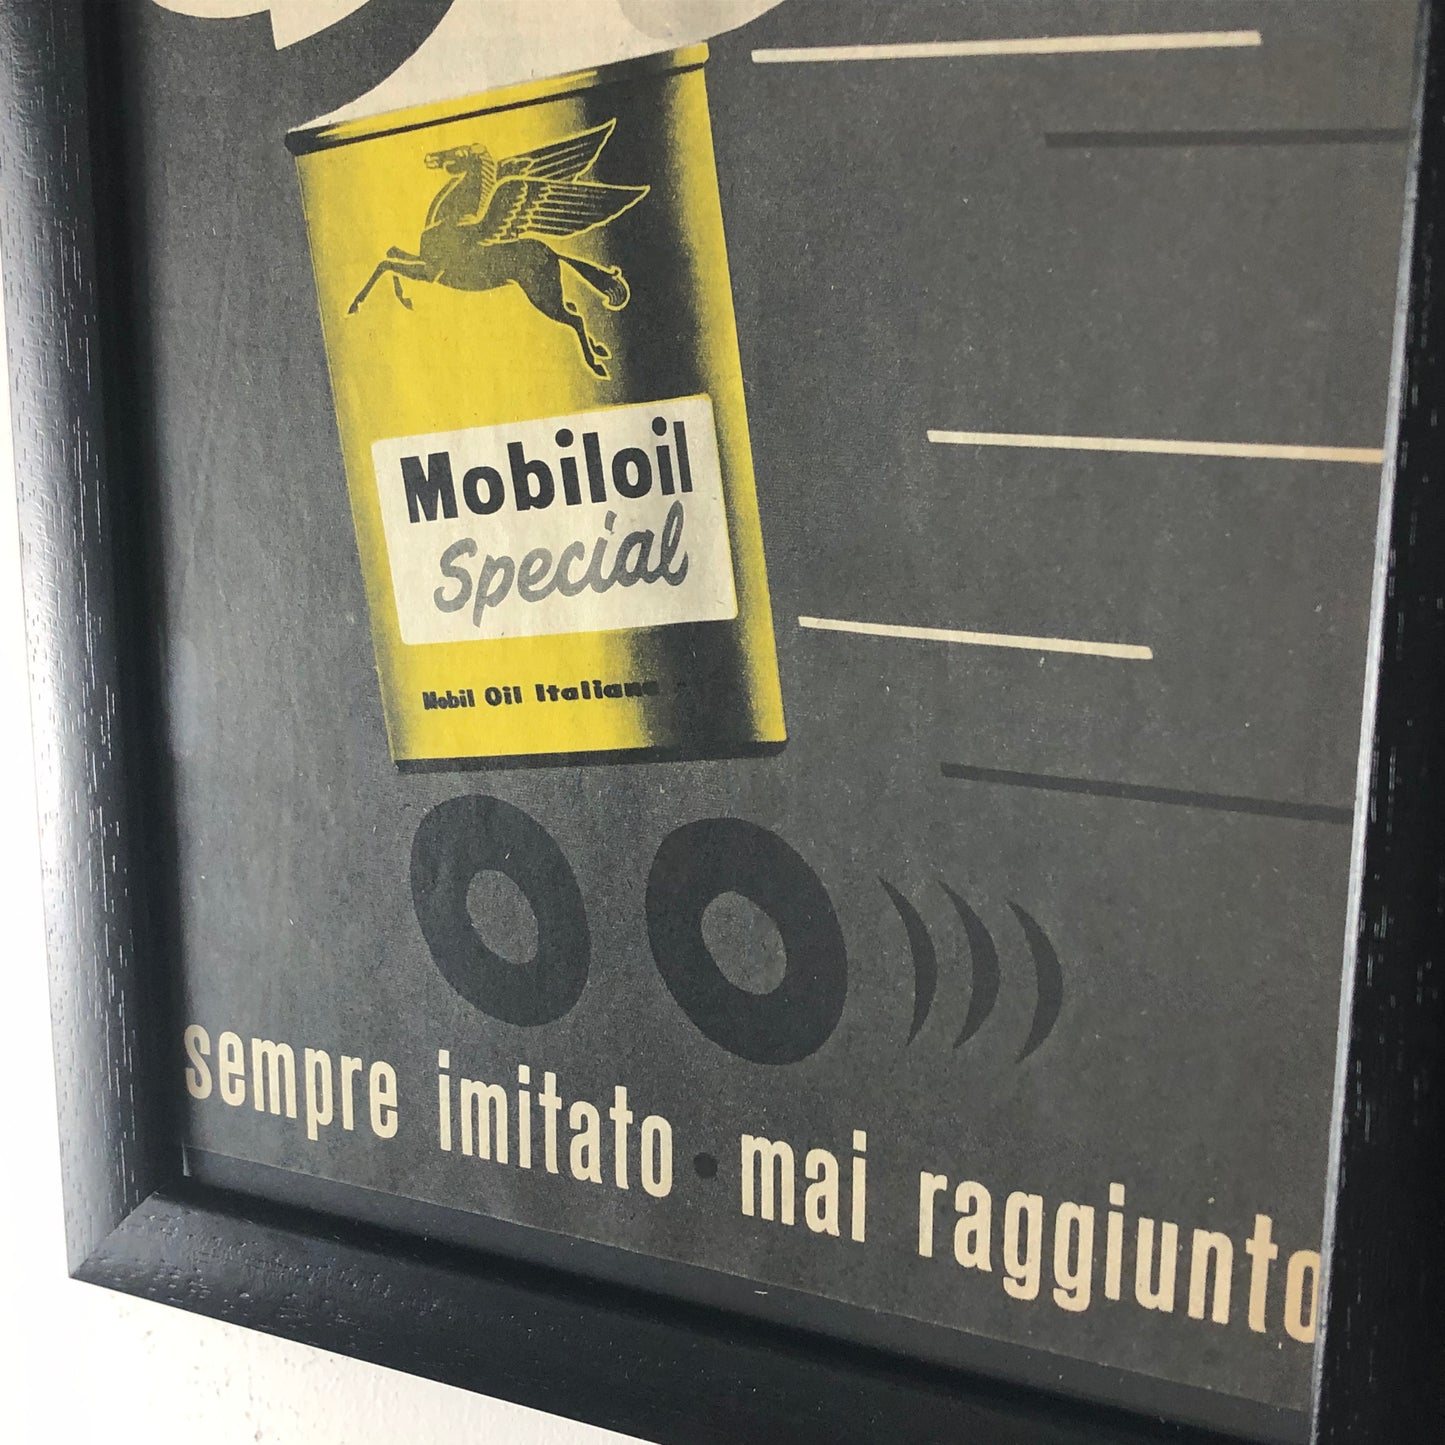 Mobiloil
Special
Mobil Oil Italiana
sempre imitato • mai raggiunto